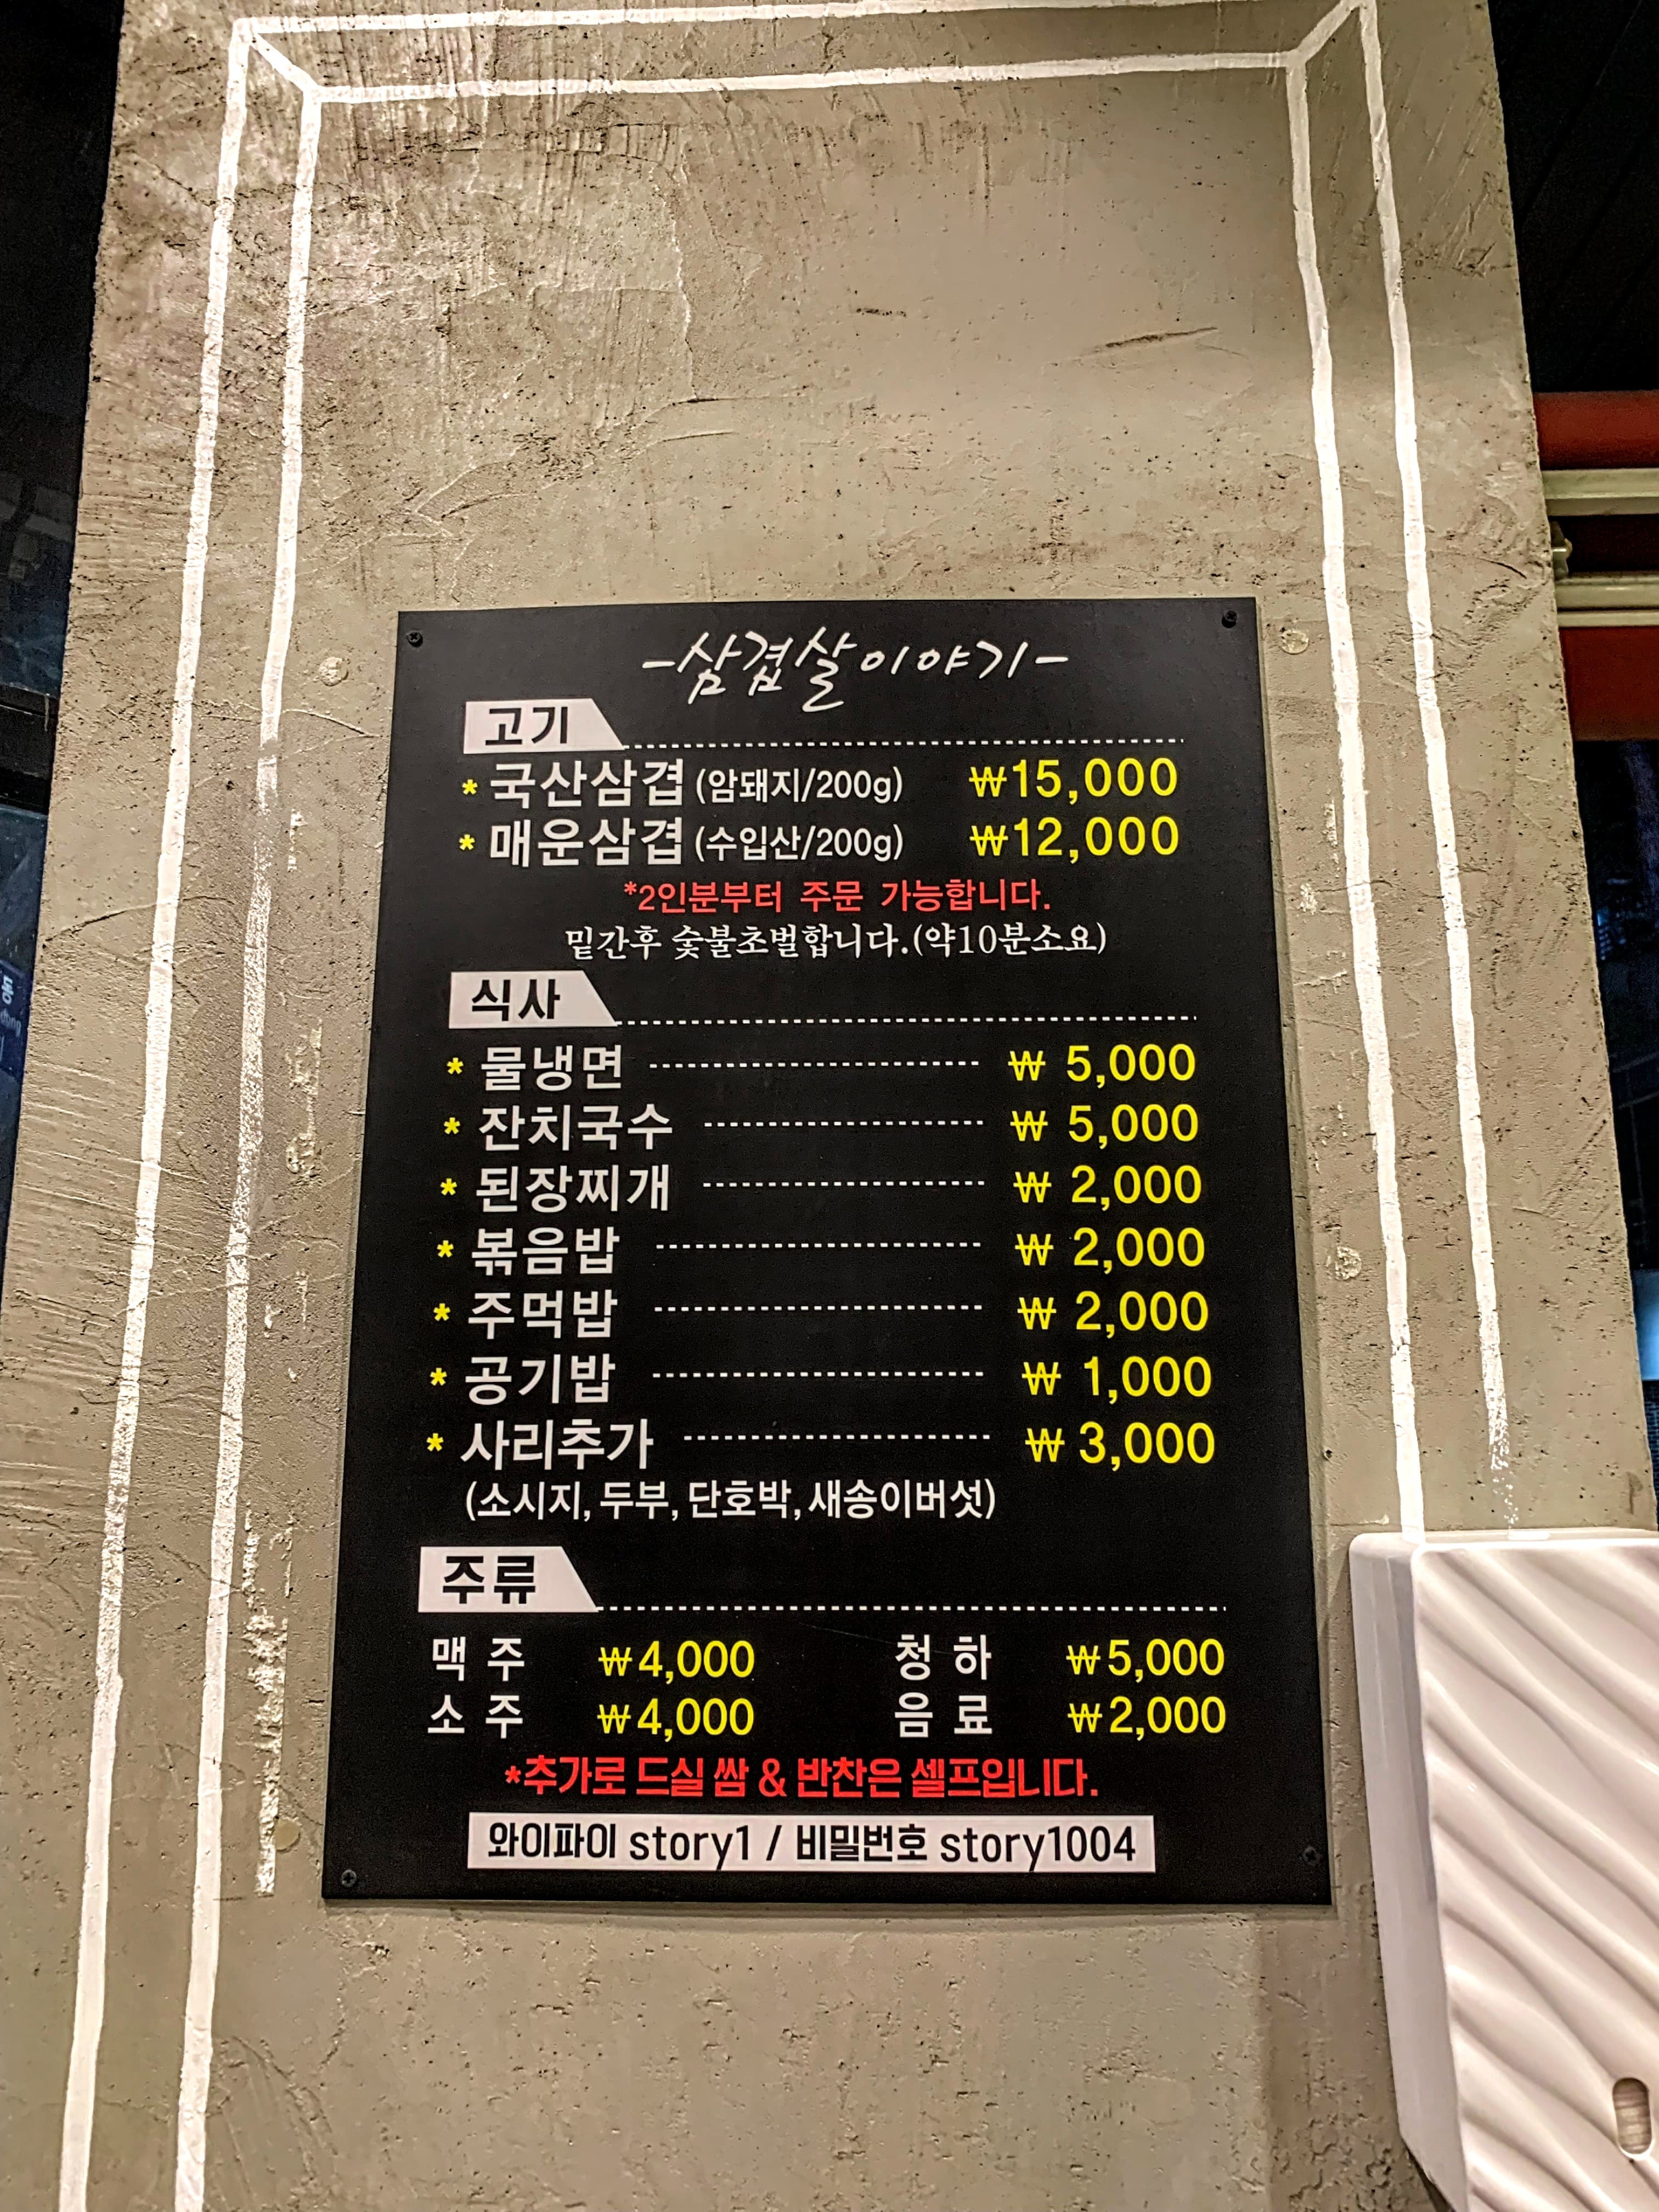 -삼겹살이야기-
고기
* 국산삼겹 (암돼지/200g) ₩15,000
* 매운삼겹 (수입산/200g) ₩12,000
*2인분부터 주문 가능합니다.
밑간후 숯불초벌합니다.(약10분소요)
식사
* 물냉면 ₩ 5,000
* 잔치국수 ₩ 5,000
* 된장찌개 ₩ 2,000
* 볶음밥 ₩ 2,000
* 주먹밥 ₩ 2,000
* 공기밥 ₩ 1,000
* 사리추가 ₩ 3,000
(소시지, 두부, 단호박, 새송이버섯)
주류
맥 주 ₩4,000 청 하 ₩5,000
소 주 ₩4,000 음 료 ₩2,000
*추가로 드실 쌈 & 반찬은 셀프입니다.
와이파이 story1 / 비밀번호 story1004